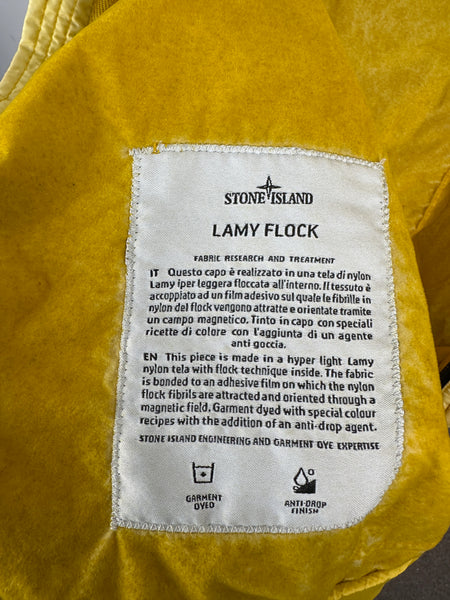 STONE ISLAND
LAMY FLOCK
FABRIC RESEARCH AND TREATMENT
IT Questo capo è realizzato in una tela di nylon
Lamy iper leggera floccata all'interno. Il tessuto è
accoppiato ad un film adesivo sul quale le fibrille in
nylon del flock vengono attratte e orientate tramite
un campo magnetico. Tinto in capo con speciali
ricette di colore con l'aggiunta di un agente
anti goccia.
EN This piece is made in a hyper light Lamy
nylon tela with flock technique inside. The fabric
is bonded to an adhesive film on which the nylon
flock fibrils are attracted and oriented through a
magnetic field. Garment dyed with special colour
recipes with the addition of an anti-drop agent.
STONE ISLAND ENGINEERING AND GARMENT DYE EXPERTISE
GARMENT
DYED
ANTI-DROP
FINISH